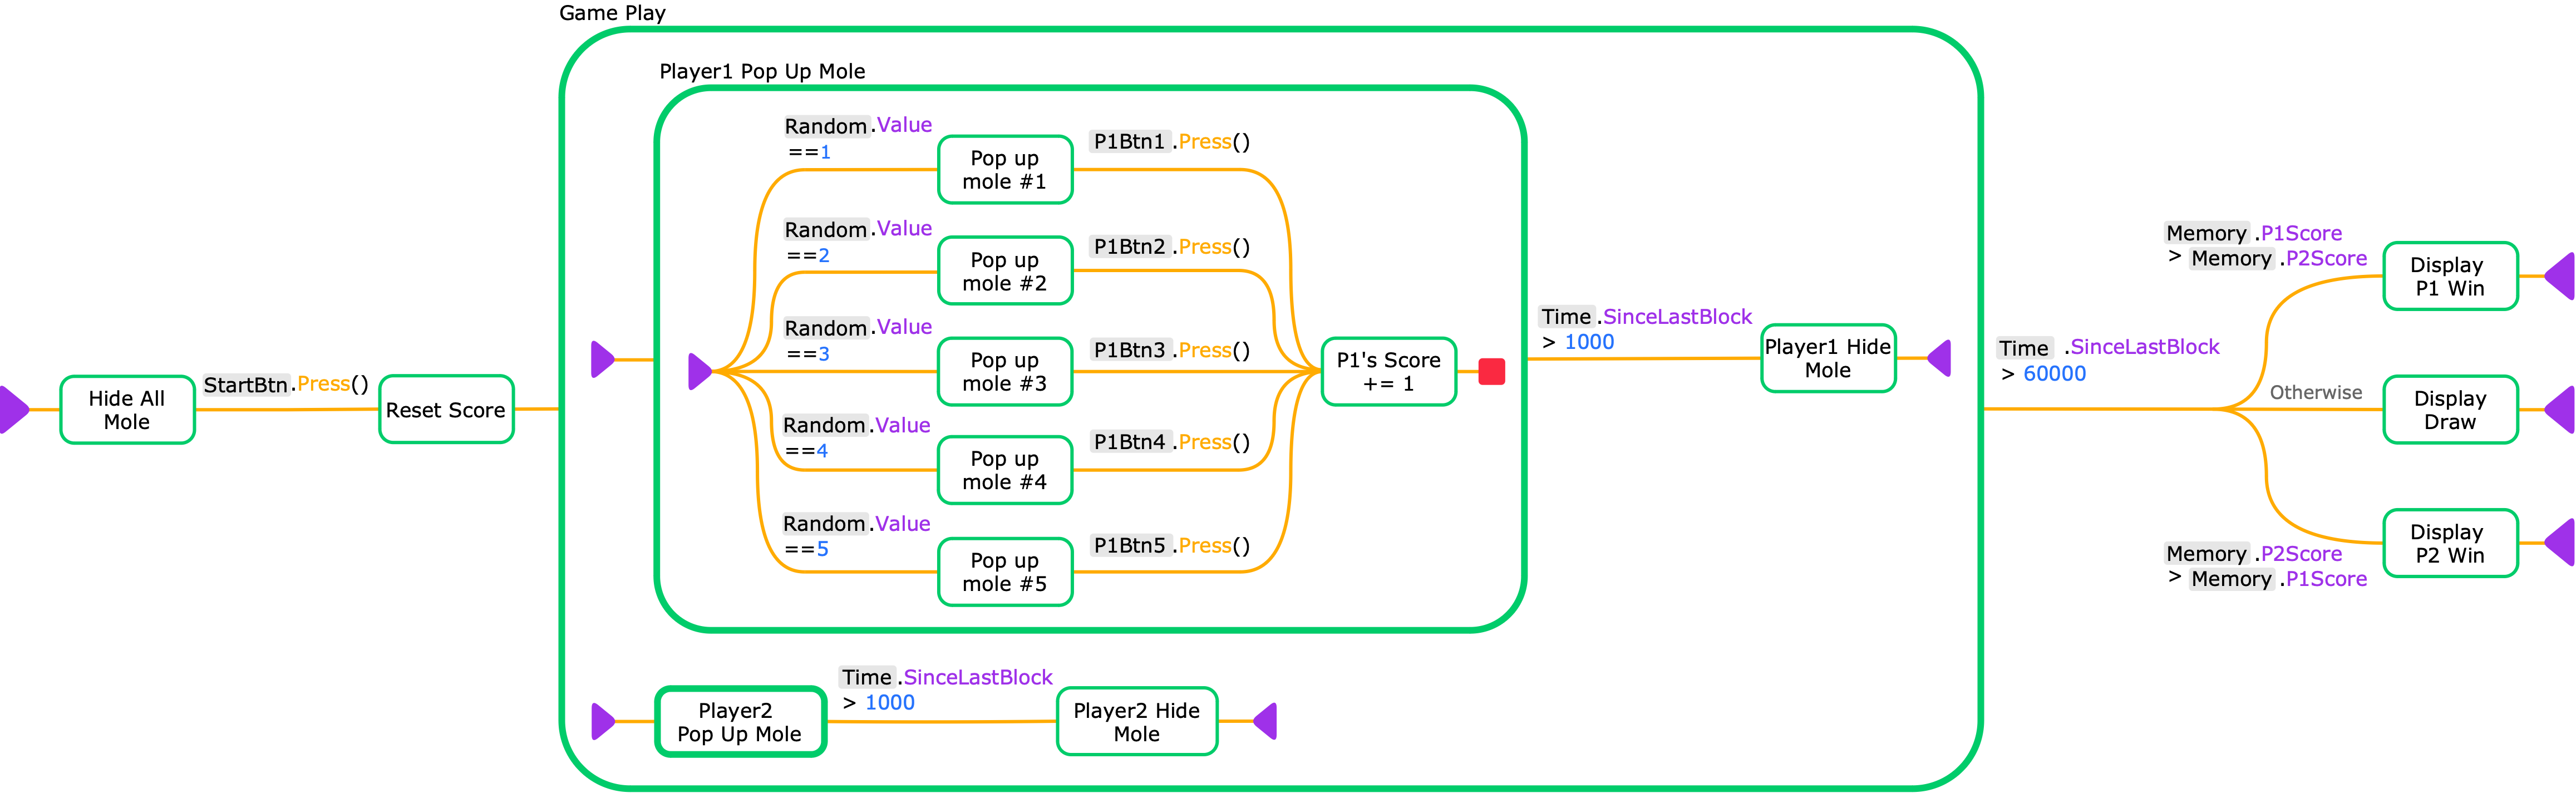 Game Play
Player1 Pop Up Mole
Random.Value
==1
Pop up
mole #1
P1Btn1.Press()
Random.Value
==2
Pop up
mole #2
P1Btn2.Press()
Random.Value
==3
Pop up
mole #3
P1Btn3.Press()
Random.Value
==4
Pop up
mole #4
P1Btn4.Press()
Random.Value
==5
Pop up
mole #5
P1Btn5.Press()
P1's Score
+= 1
Time.SinceLastBlock
> 1000
Player1 Hide
Mole
Hide All
Mole
StartBtn.Press()
Reset Score
Player2
Pop Up Mole
Time.SinceLastBlock
> 1000
Player2 Hide
Mole
Time .SinceLastBlock
> 60000
Memory.P1Score
> Memory.P2Score
Display
P1 Win
Otherwise
Display
Draw
Memory.P2Score
> Memory.P1Score
Display
P2 Win